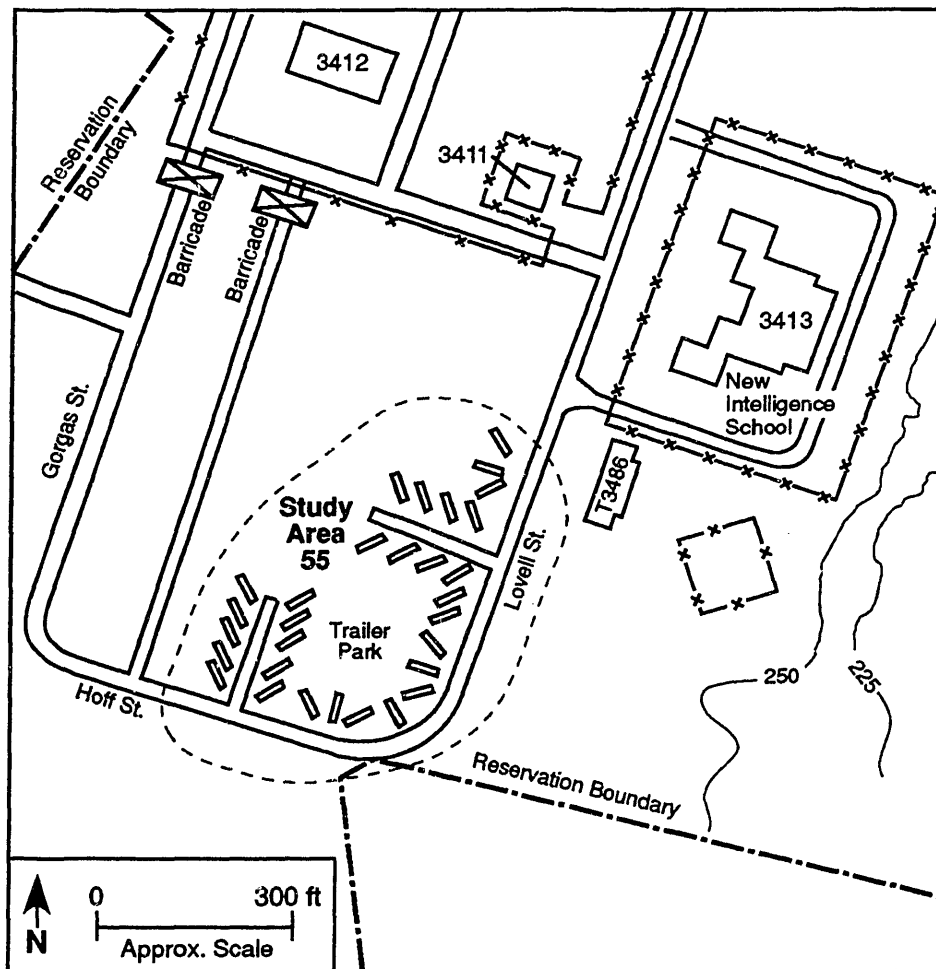 3412
3411
Reservation
Boundary
Barricade
Barricade
3413
New
Intelligence
School
Gorgas St.
T3486
Study
Area
55
Lovell St.
Trailer
Park
Hoff St.
250
225
Reservation Boundary
0
300 ft
N
Approx. Scale